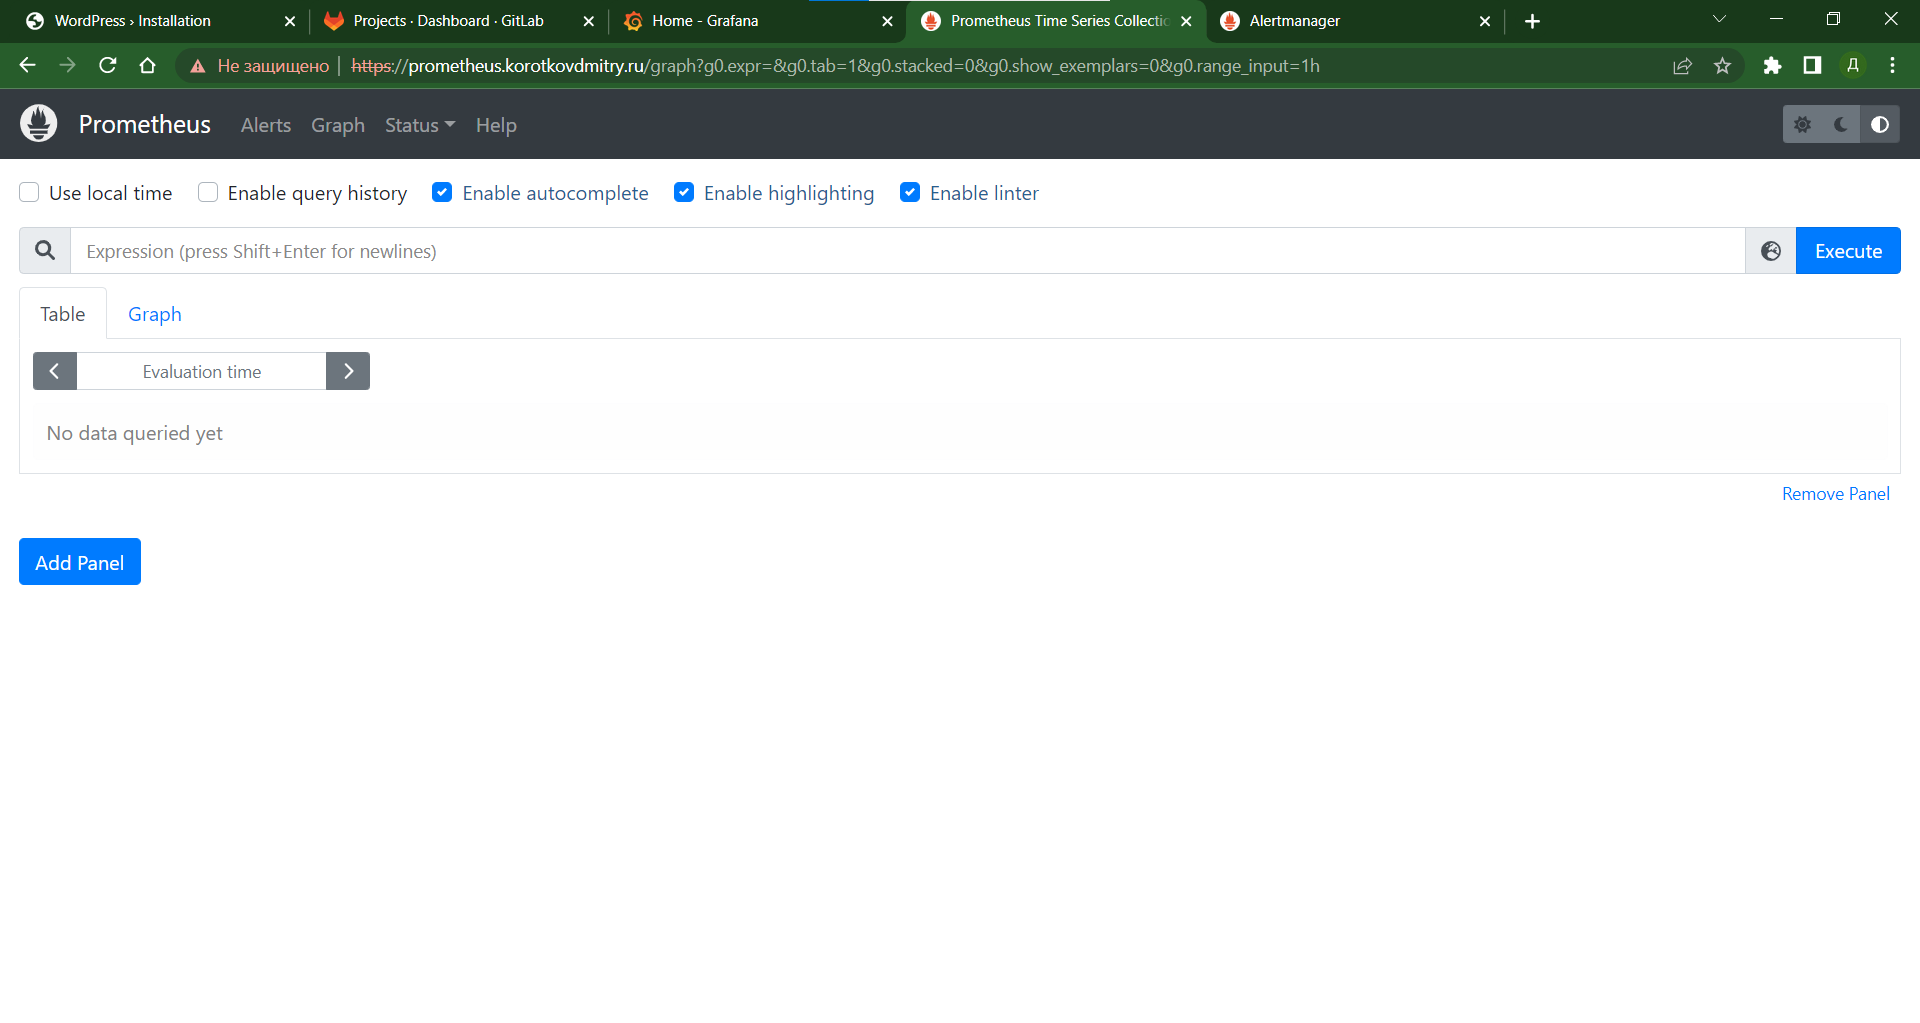 WordPress › Installation
Projects · Dashboard · GitLab
Home - Grafana
Prometheus Time Series Collectio
Alertmanager
Не защищено | https://prometheus.korotkovdmitry.ru/graph?g0.expr=&g0.tab=1&g0.stacked=0&g0.show_exemplars=0&g0.range_input=1h
Д
Prometheus Alerts Graph Status Help
Use local time Enable query history Enable autocomplete Enable highlighting Enable linter
Expression (press Shift+Enter for newlines)
Execute
Table Graph
Evaluation time
No data queried yet
Remove Panel
Add Panel